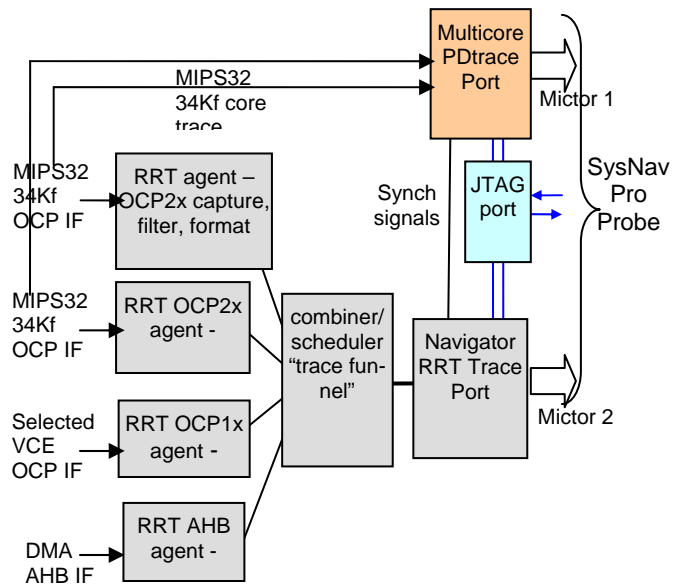 Multicore
PDtrace
Port
Mictor 1
MIPS32
34Kf core
trace
MIPS32
34Kf
OCP IF
RRT agent –
OCP2x capture,
filter, format
Synch
signals
JTAG
port
SysNav
Pro
Probe
MIPS32
34Kf
OCP IF
RRT OCP2x
agent -
combiner/
scheduler
“trace fun-
nel”
Navigator
RRT Trace
Port
Mictor 2
Selected
VCE
OCP IF
RRT OCP1x
agent -
DMA
AHB IF
RRT AHB
agent -